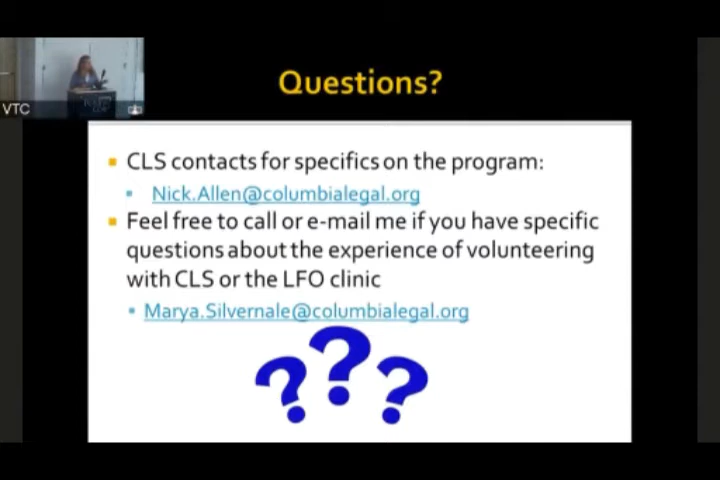 VTC
Questions?
CLS contacts for specifics on the program:
Nick.Allen@columbialegal.org
Feel free to call or e-mail me if you have specific
questions about the experience of volunteering
with CLS or the LFO clinic
Marya.Silvernale@columbialegal.org
???